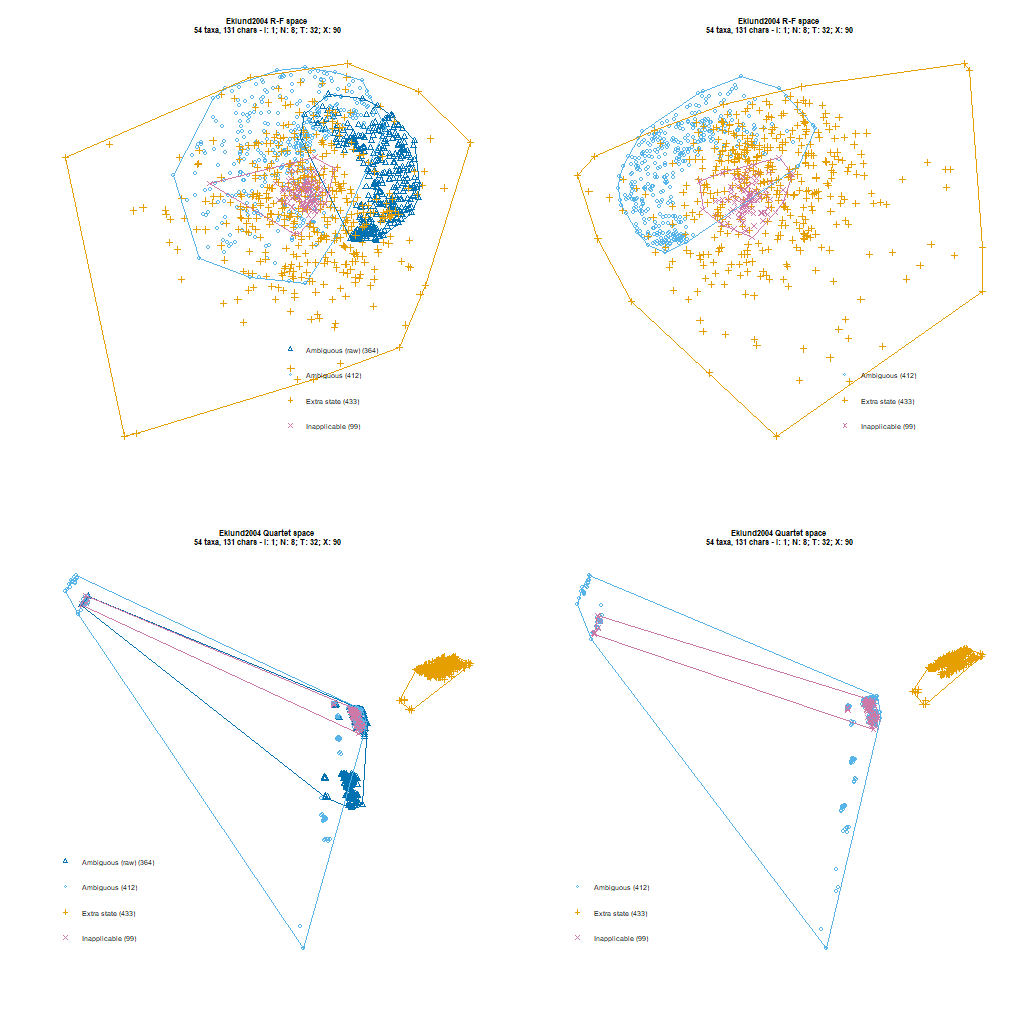 Eklund2004 R-F space
54 taxa, 131 chars - I: 1; N: 8; T: 32; X: 90
Ambiguous (raw) (364)
Ambiguous (412)
Extra state (433)
Inapplicable (99)
Eklund2004 R-F space
54 taxa, 131 chars - I: 1; N: 8; T: 32; X: 90
Ambiguous (412)
Extra state (433)
Inapplicable (99)
Eklund2004 Quartet space
54 taxa, 131 chars - I: 1; N: 8; T: 32; X: 90
Ambiguous (raw) (364)
Ambiguous (412)
Extra state (433)
Inapplicable (99)
Eklund2004 Quartet space
54 taxa, 131 chars - I: 1; N: 8; T: 32; X: 90
Ambiguous (412)
Extra state (433)
Inapplicable (99)